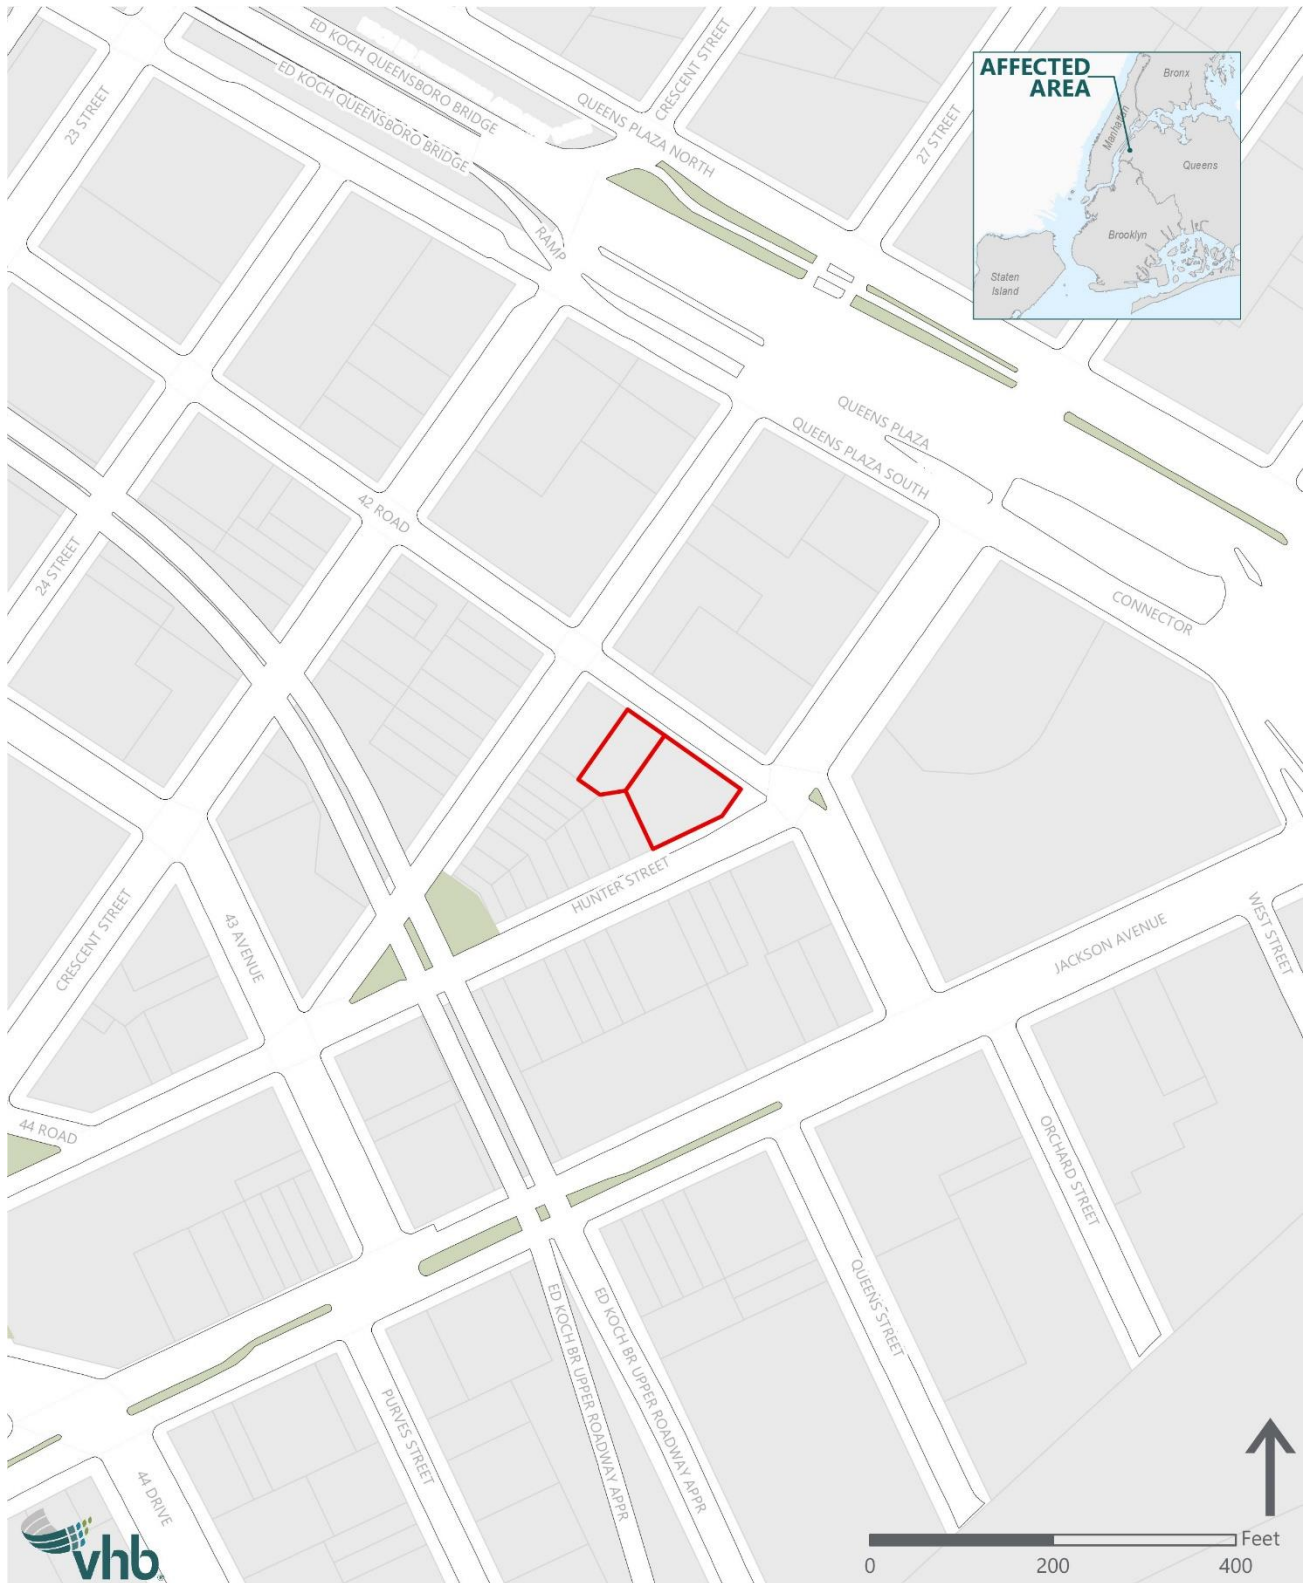 ED KOCH QUEENSBORO BRIDGE
ED KOCH QUEENSBORO BRIDGE
CRESCENT STREET
QUEENS PLAZA NORTH
23 STREET
27 STREET
AFFECTED
AREA
Bronx
Manhattan
Queens
Brooklyn
Staten
Island
RAMP
QUEENS PLAZA
QUEENS PLAZA SOUTH
42 ROAD
24 STREET
CONNECTOR
HUNTER STREET
CRESCENT STREET
43 AVENUE
JACKSON AVENUE
WEST STREET
44 ROAD
ORCHARD STREET
QUEENS STREET
ED KOCH BR UPPER ROADWAY APPR
ED KOCH BR UPPER ROADWAY APPR
PURVES STREET
44 DRIVE
vhb
Feet
0 200 400